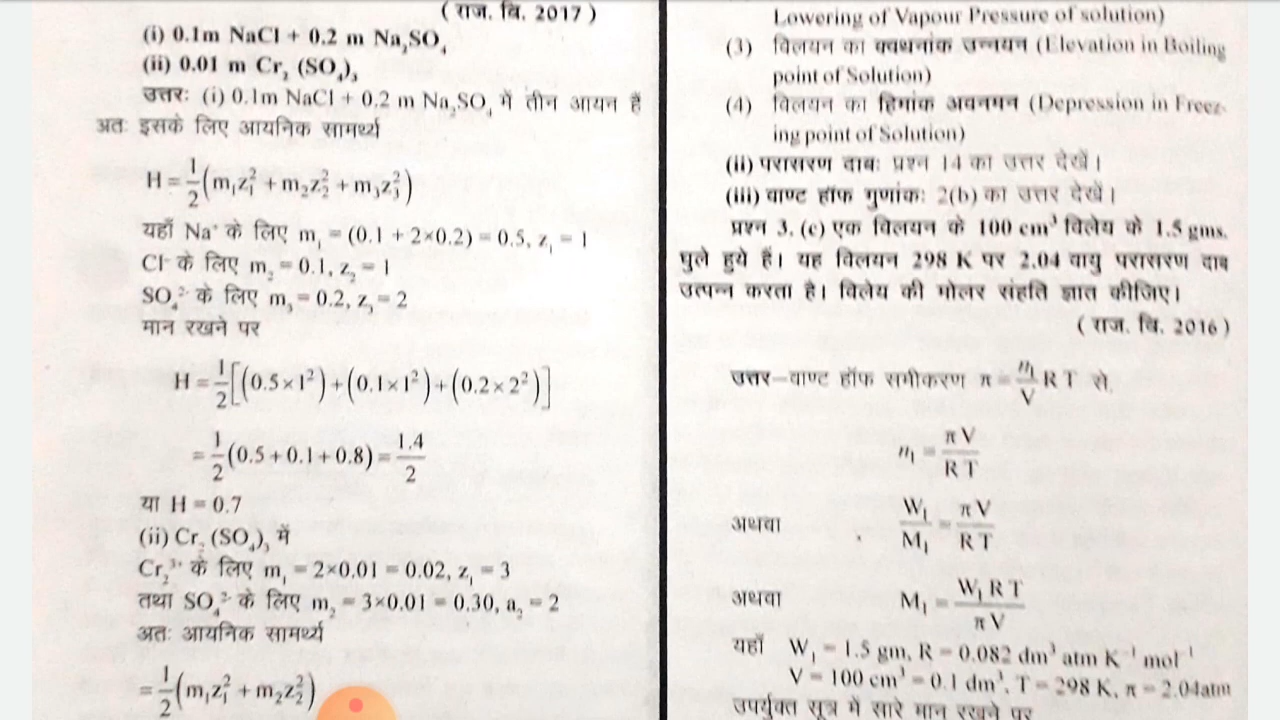 ( राज. वि. 2017 )
(i) 0.1m NaCl + 0.2 m Na₂SO₄
(ii) 0.01 m Cr₂ (SO₄)₃
उत्तरः (i) 0.1m NaCl + 0.2 m Na₂SO₄ में तीन आयन हैं
अतः इसके लिए आयनिक सामर्थ्य
H = 1/2 (m₁z₁² + m₂z₂² + m₃z₃²)
यहाँ Na⁺ के लिए m₁ = (0.1 + 2×0.2) = 0.5, z₁ = 1
Cl⁻ के लिए m₂ = 0.1, z₂ = 1
SO₄²⁻ के लिए m₃ = 0.2, z₃ = 2
मान रखने पर
H = 1/2 [(0.5×1²) + (0.1×1²) + (0.2×2²)]
= 1/2 (0.5 + 0.1 + 0.8) = 1.4/2
या H = 0.7
(ii) Cr₂ (SO₄)₃ में
Cr₂³⁺ के लिए m₁ = 2×0.01 = 0.02, z₁ = 3
तथा SO₄²⁻ के लिए m₂ = 3×0.01 = 0.30, a₂ = 2
अतः आयनिक सामर्थ्य
= 1/2 (m₁z₁² + m₂z₂²)
Lowering of Vapour Pressure of solution)
(3) विलयन का क्वथनांक उन्नयन (Elevation in Boiling
point of Solution)
(4) विलयन का हिमांक अवनमन (Depression in Freez-
ing point of Solution)
(ii) परासरण दाबः प्रश्न 14 का उत्तर देखें।
(iii) वाण्ट हॉफ गुणांकः 2(b) का उत्तर देखें।
प्रश्न 3. (c) एक विलयन के 100 cm³ विलेय के 1.5 gms.
घुले हुये हैं। यह विलयन 298 K पर 2.04 वायु परासरण दाब
उत्पन्न करता है। विलेय की मोलर संहति ज्ञात कीजिए।
( राज. वि. 2016 )
उत्तर–वाण्ट हॉफ समीकरण π = n₁/V R T से,
n₁ = π V / R T
अथवा W₁/M₁ = π V / R T
अथवा M₁ = W₁ R T / π V
यहाँ W₁ = 1.5 gm, R = 0.082 dm³ atm K⁻¹ mol⁻¹
V = 100 cm³ = 0.1 dm³, T = 298 K, π = 2.04atm
उपर्युक्त सूत्र में सारे मान रखने पर